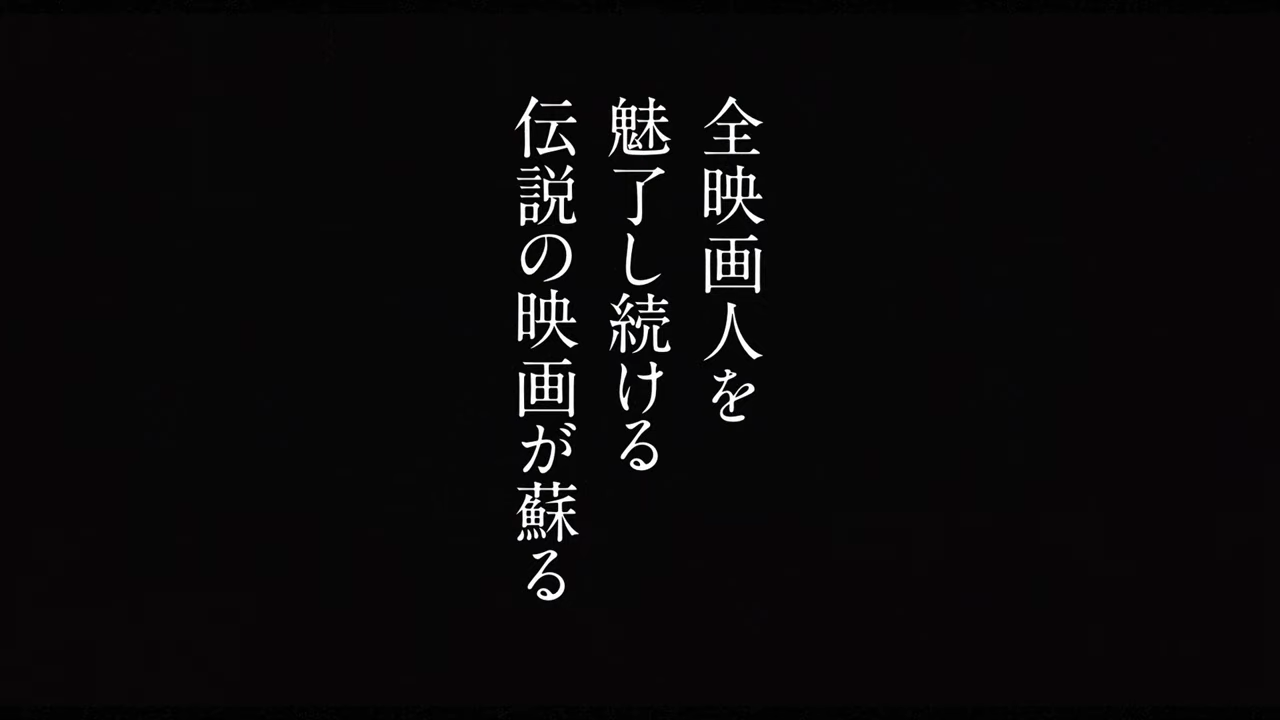 全映画人を
魅了し続ける
伝説の映画が蘇る